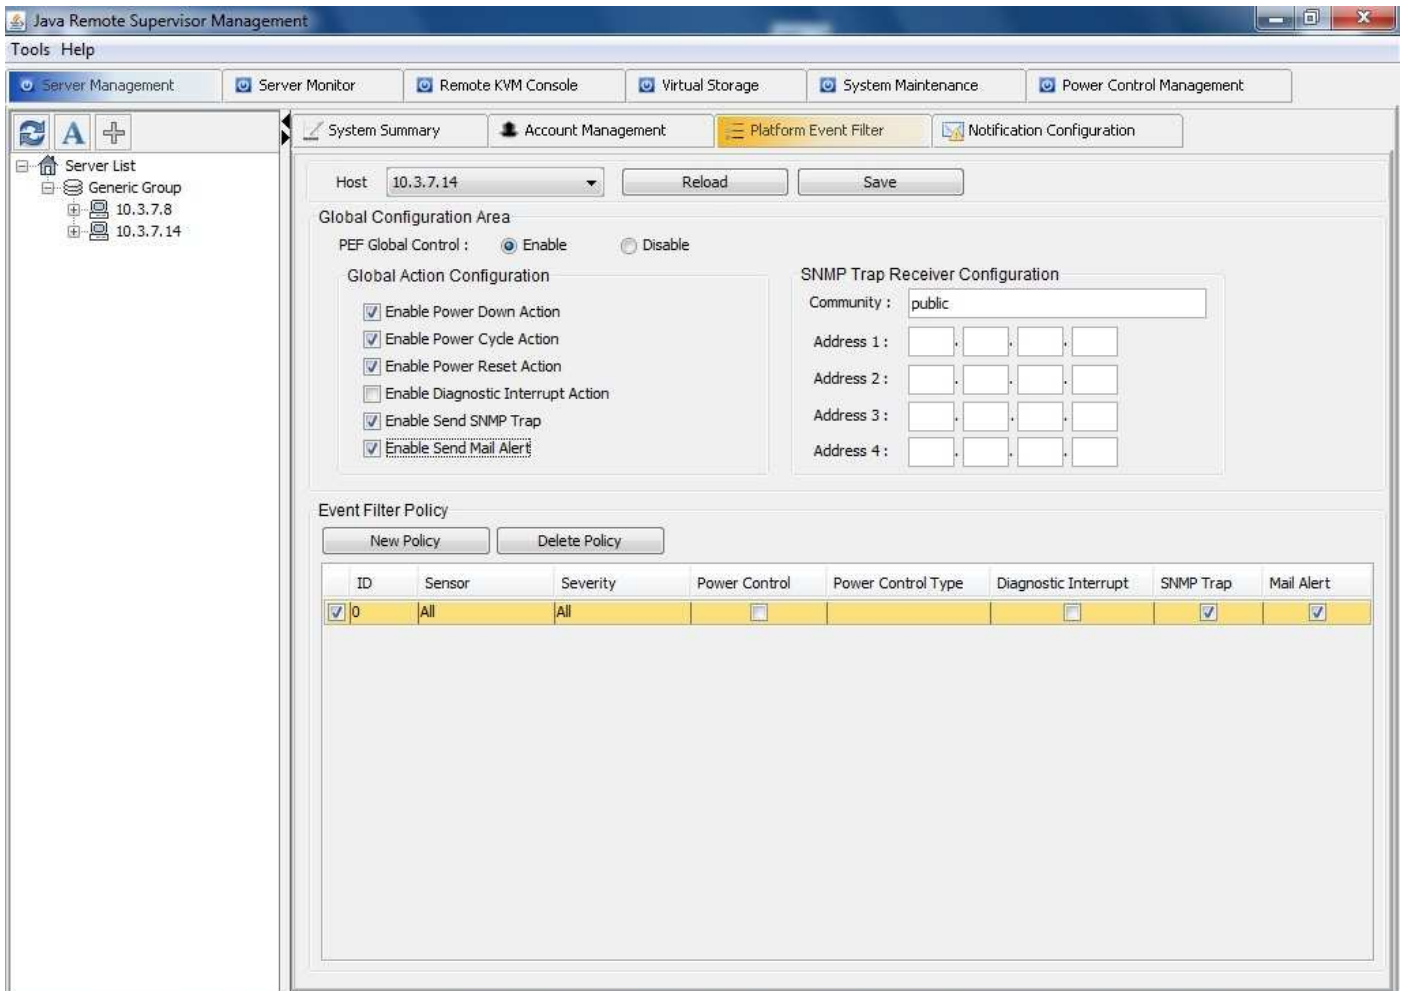 Java Remote Supervisor Management
Tools Help
Server Management
Server Monitor
Remote KVM Console
Virtual Storage
System Maintenance
Power Control Management
A
System Summary
Account Management
Platform Event Filter
Notification Configuration
Server List
Generic Group
10.3.7.8
10.3.7.14
Host 10.3.7.14 Reload Save
Global Configuration Area
PEF Global Control : Enable Disable
Global Action Configuration
Enable Power Down Action
Enable Power Cycle Action
Enable Power Reset Action
Enable Diagnostic Interrupt Action
Enable Send SNMP Trap
Enable Send Mail Alert
SNMP Trap Receiver Configuration
Community : public
Address 1 : . . .
Address 2 : . . .
Address 3 : . . .
Address 4 : . . .
Event Filter Policy
New Policy Delete Policy
ID Sensor Severity Power Control Power Control Type Diagnostic Interrupt SNMP Trap Mail Alert
0 All All